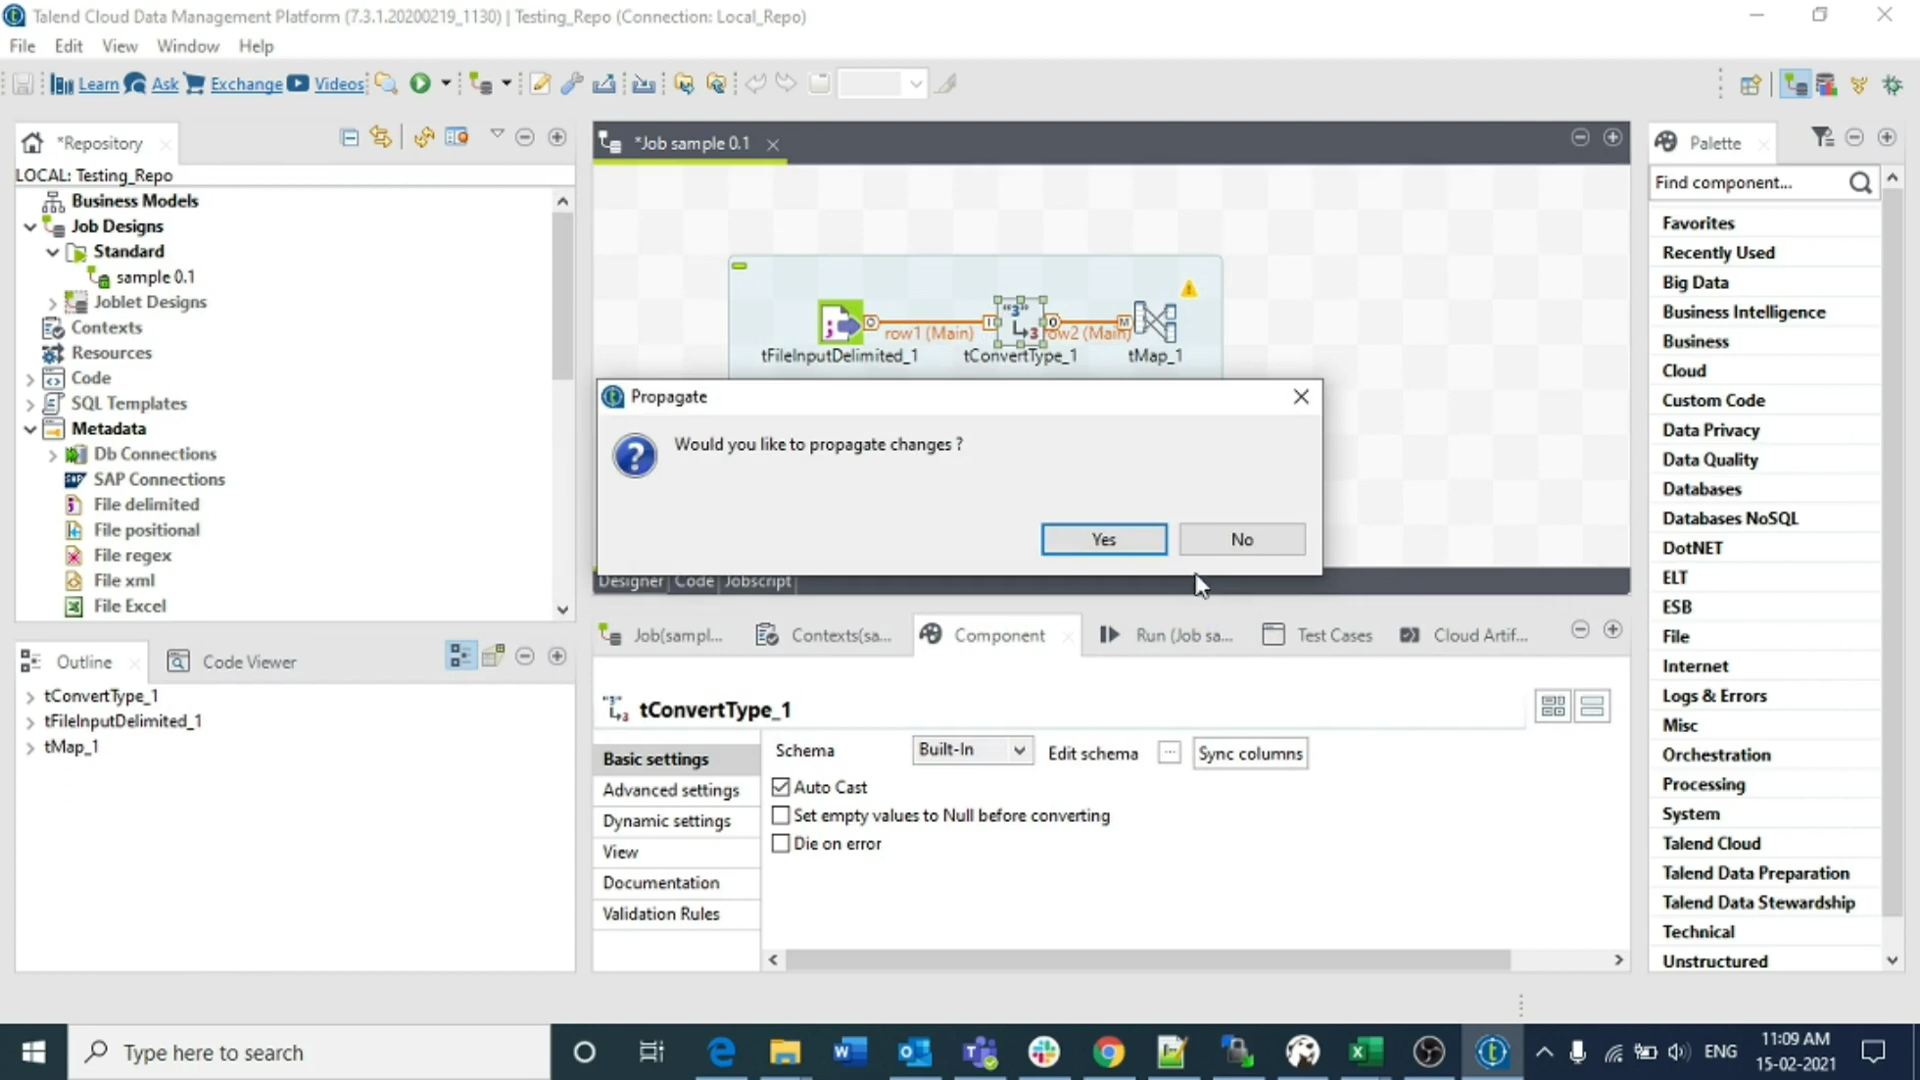 Talend Cloud Data Management Platform (7.3.1.20200219_1130) | Testing_Repo (Connection: Local_Repo)
File Edit View Window Help
Learn Ask Exchange Videos
*Repository
LOCAL: Testing_Repo
Business Models
Job Designs
Standard
sample 0.1
Joblet Designs
Contexts
Resources
Code
SQL Templates
Metadata
Db Connections
SAP Connections
File delimited
File positional
File regex
File xml
File Excel
Outline
Code Viewer
tConvertType_1
tFileInputDelimited_1
tMap_1
*Job sample 0.1
row1 (Main)
row2 (Main)
tFileInputDelimited_1
tConvertType_1
tMap_1
Propagate
Would you like to propagate changes ?
Yes
No
Designer Code Jobscript
Job(sampl...
Contexts(sa...
Component
Run (Job sa...
Test Cases
Cloud Artif...
tConvertType_1
Basic settings
Advanced settings
Dynamic settings
View
Documentation
Validation Rules
Schema Built-In Edit schema ... Sync columns
Auto Cast
Set empty values to Null before converting
Die on error
Palette
Find component...
Favorites
Recently Used
Big Data
Business Intelligence
Business
Cloud
Custom Code
Data Privacy
Data Quality
Databases
Databases NoSQL
DotNET
ELT
ESB
File
Internet
Logs & Errors
Misc
Orchestration
Processing
System
Talend Cloud
Talend Data Preparation
Talend Data Stewardship
Technical
Unstructured
Type here to search
ENG
11:09 AM
15-02-2021